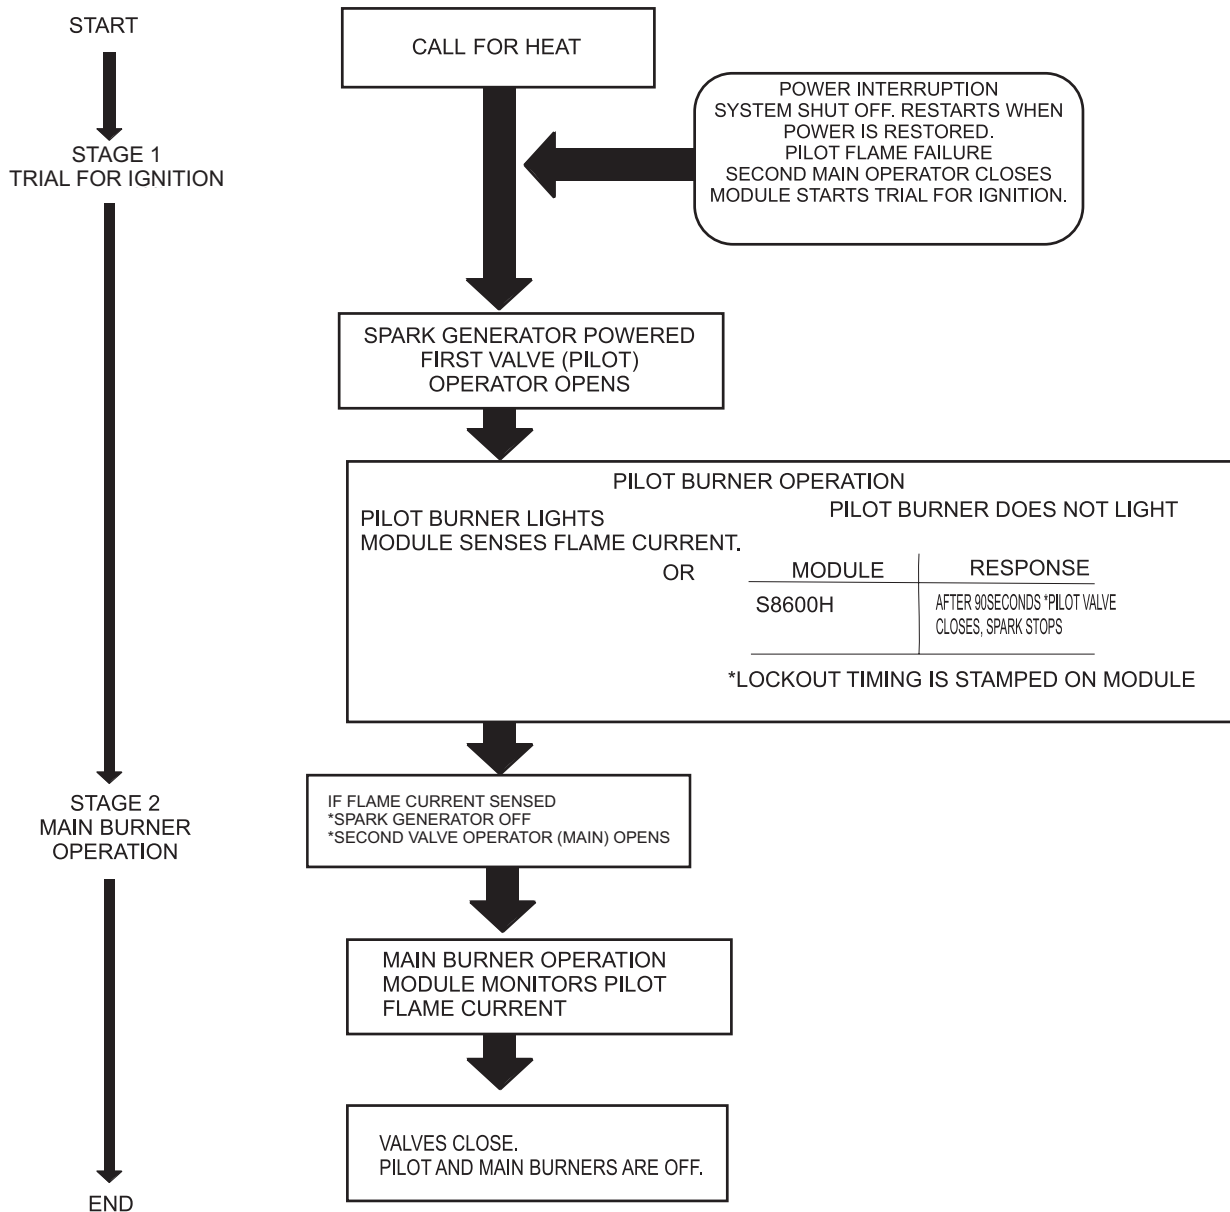 START
STAGE 1
TRIAL FOR IGNITION
STAGE 2
MAIN BURNER
OPERATION
END
CALL FOR HEAT
POWER INTERRUPTION
SYSTEM SHUT OFF. RESTARTS WHEN
POWER IS RESTORED.
PILOT FLAME FAILURE
SECOND MAIN OPERATOR CLOSES
MODULE STARTS TRIAL FOR IGNITION.
SPARK GENERATOR POWERED
FIRST VALVE (PILOT)
OPERATOR OPENS
PILOT BURNER OPERATION
PILOT BURNER LIGHTS
MODULE SENSES FLAME CURRENT.
OR
PILOT BURNER DOES NOT LIGHT
MODULE RESPONSE
S8600H AFTER 90SECONDS *PILOT VALVE
CLOSES, SPARK STOPS
*LOCKOUT TIMING IS STAMPED ON MODULE
IF FLAME CURRENT SENSED
*SPARK GENERATOR OFF
*SECOND VALVE OPERATOR (MAIN) OPENS
MAIN BURNER OPERATION
MODULE MONITORS PILOT
FLAME CURRENT
VALVES CLOSE.
PILOT AND MAIN BURNERS ARE OFF.